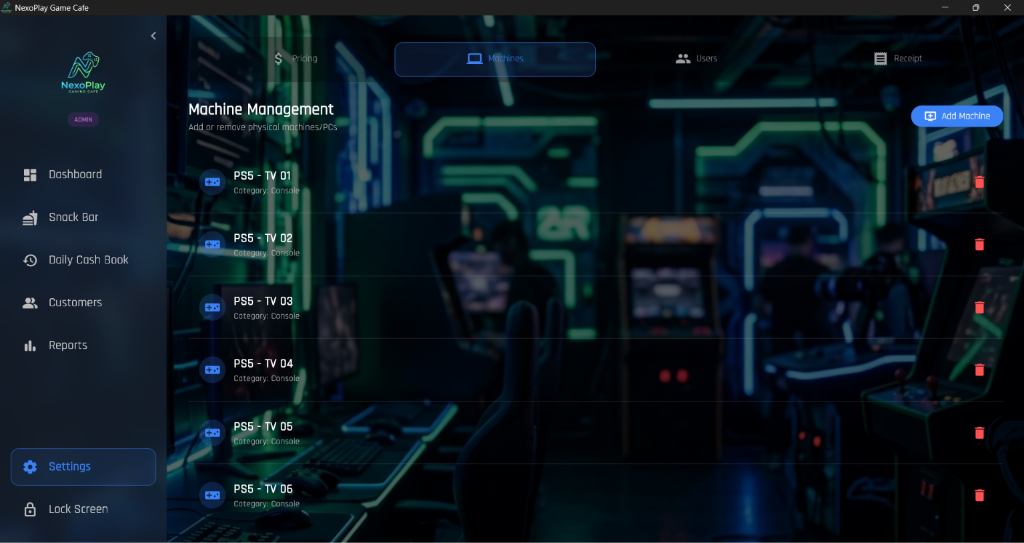 NexoPlay Game Cafe
NexoPlay
GAMING CAFE
ADMIN
Dashboard
Snack Bar
Daily Cash Book
Customers
Reports
Settings
Lock Screen
Pricing
Machines
Users
Receipt
Machine Management
Add or remove physical machines/PCs
Add Machine
PS5 - TV 01
Category: Console
PS5 - TV 02
Category: Console
PS5 - TV 03
Category: Console
PS5 - TV 04
Category: Console
PS5 - TV 05
Category: Console
PS5 - TV 06
Category: Console